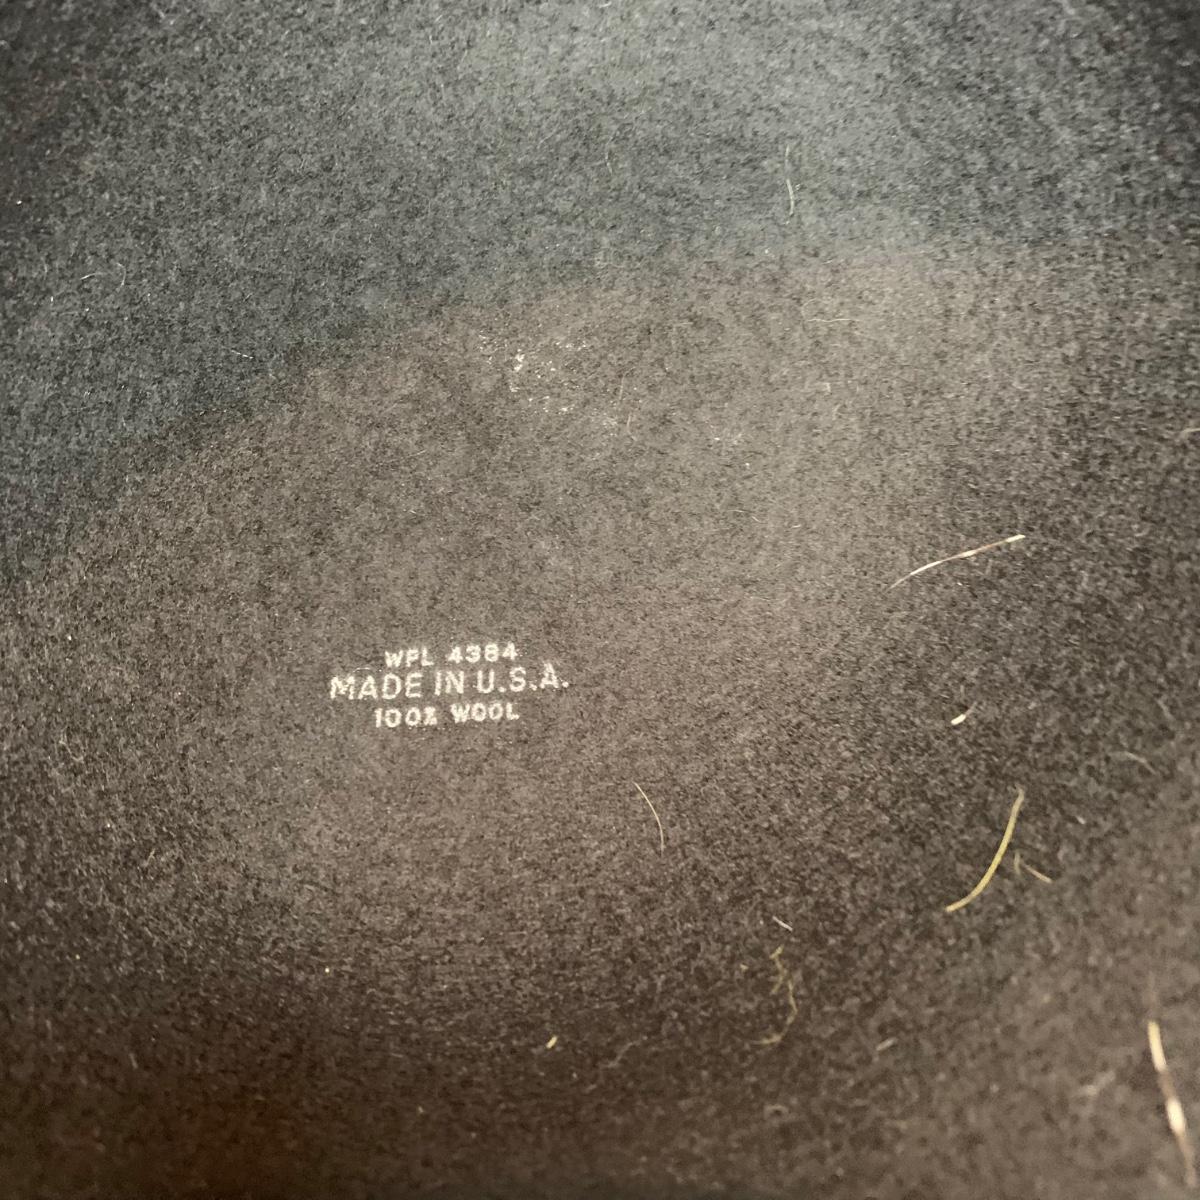 WPL 4384
MADE IN U.S.A.
100% WOOL